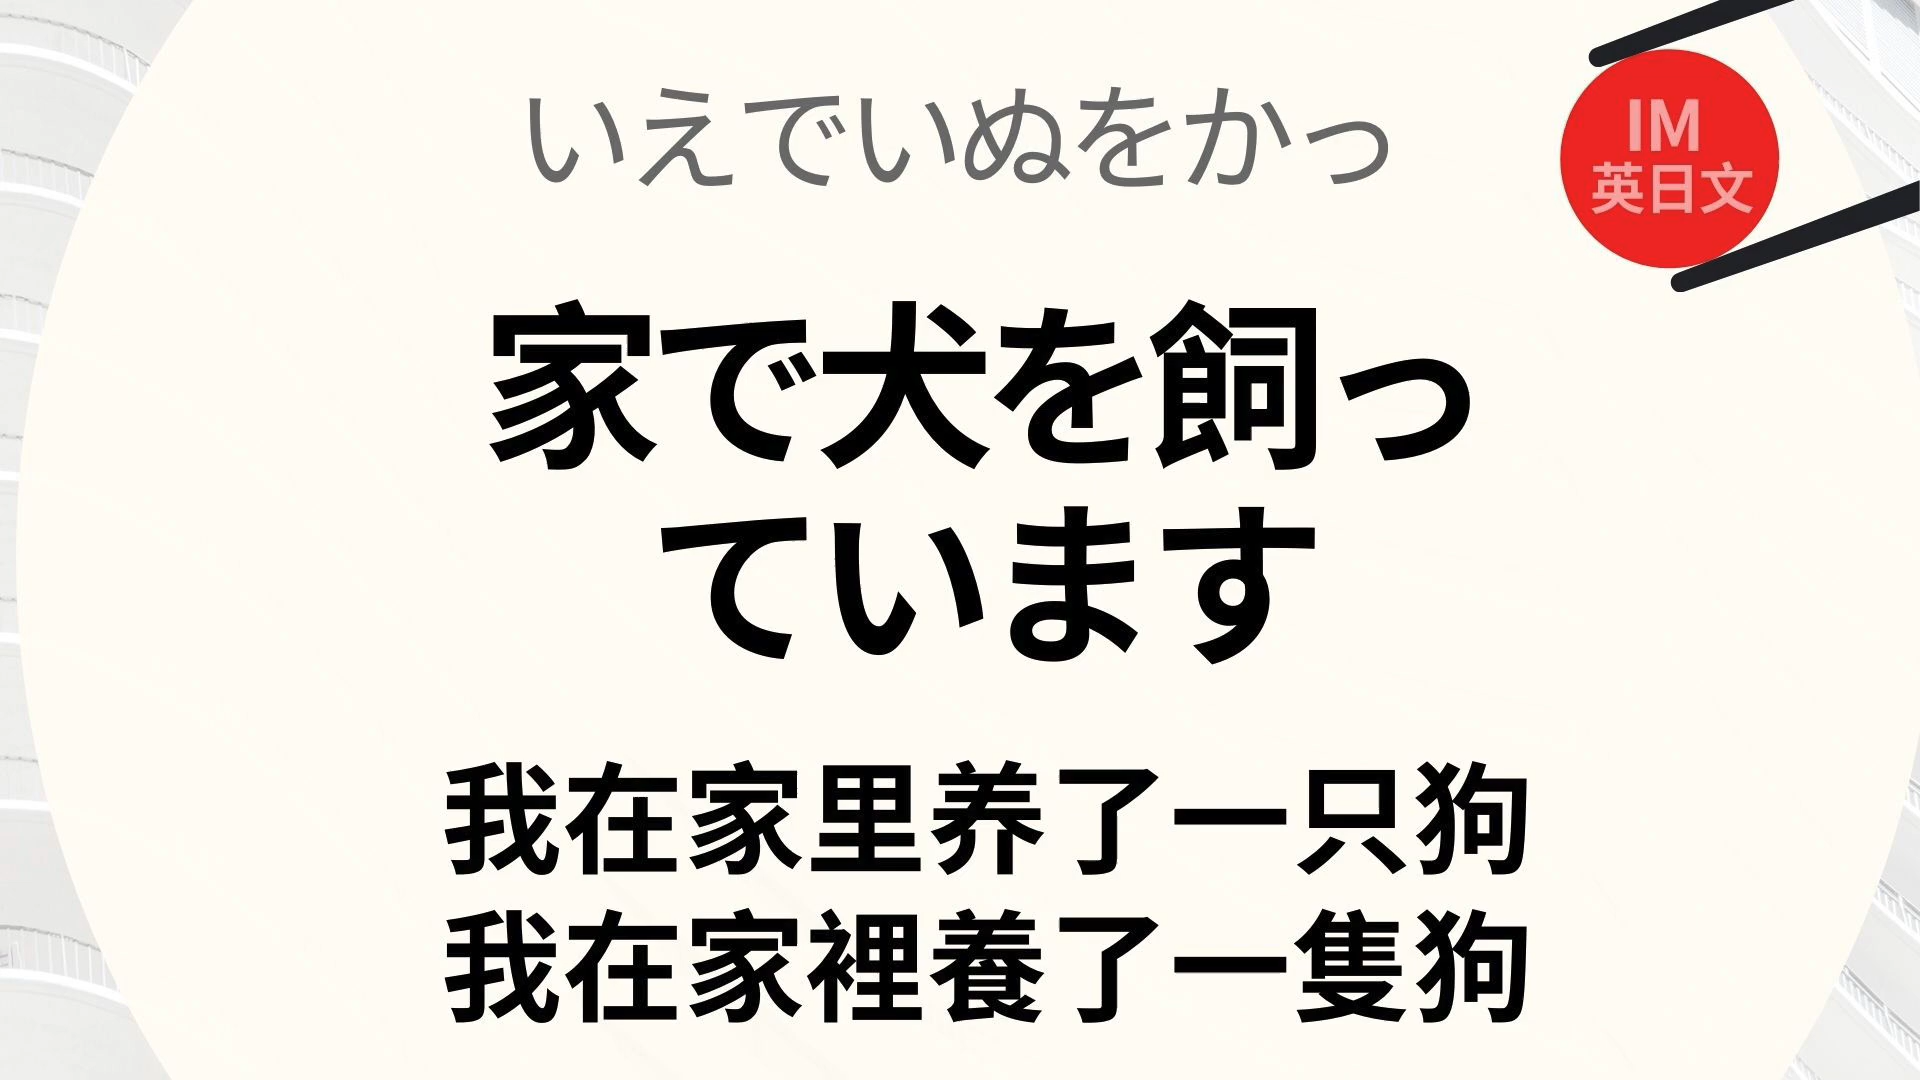 いえでいぬをかっ
IM
英日文
家で犬を飼っ
ています
我在家里养了一只狗
我在家裡養了一隻狗